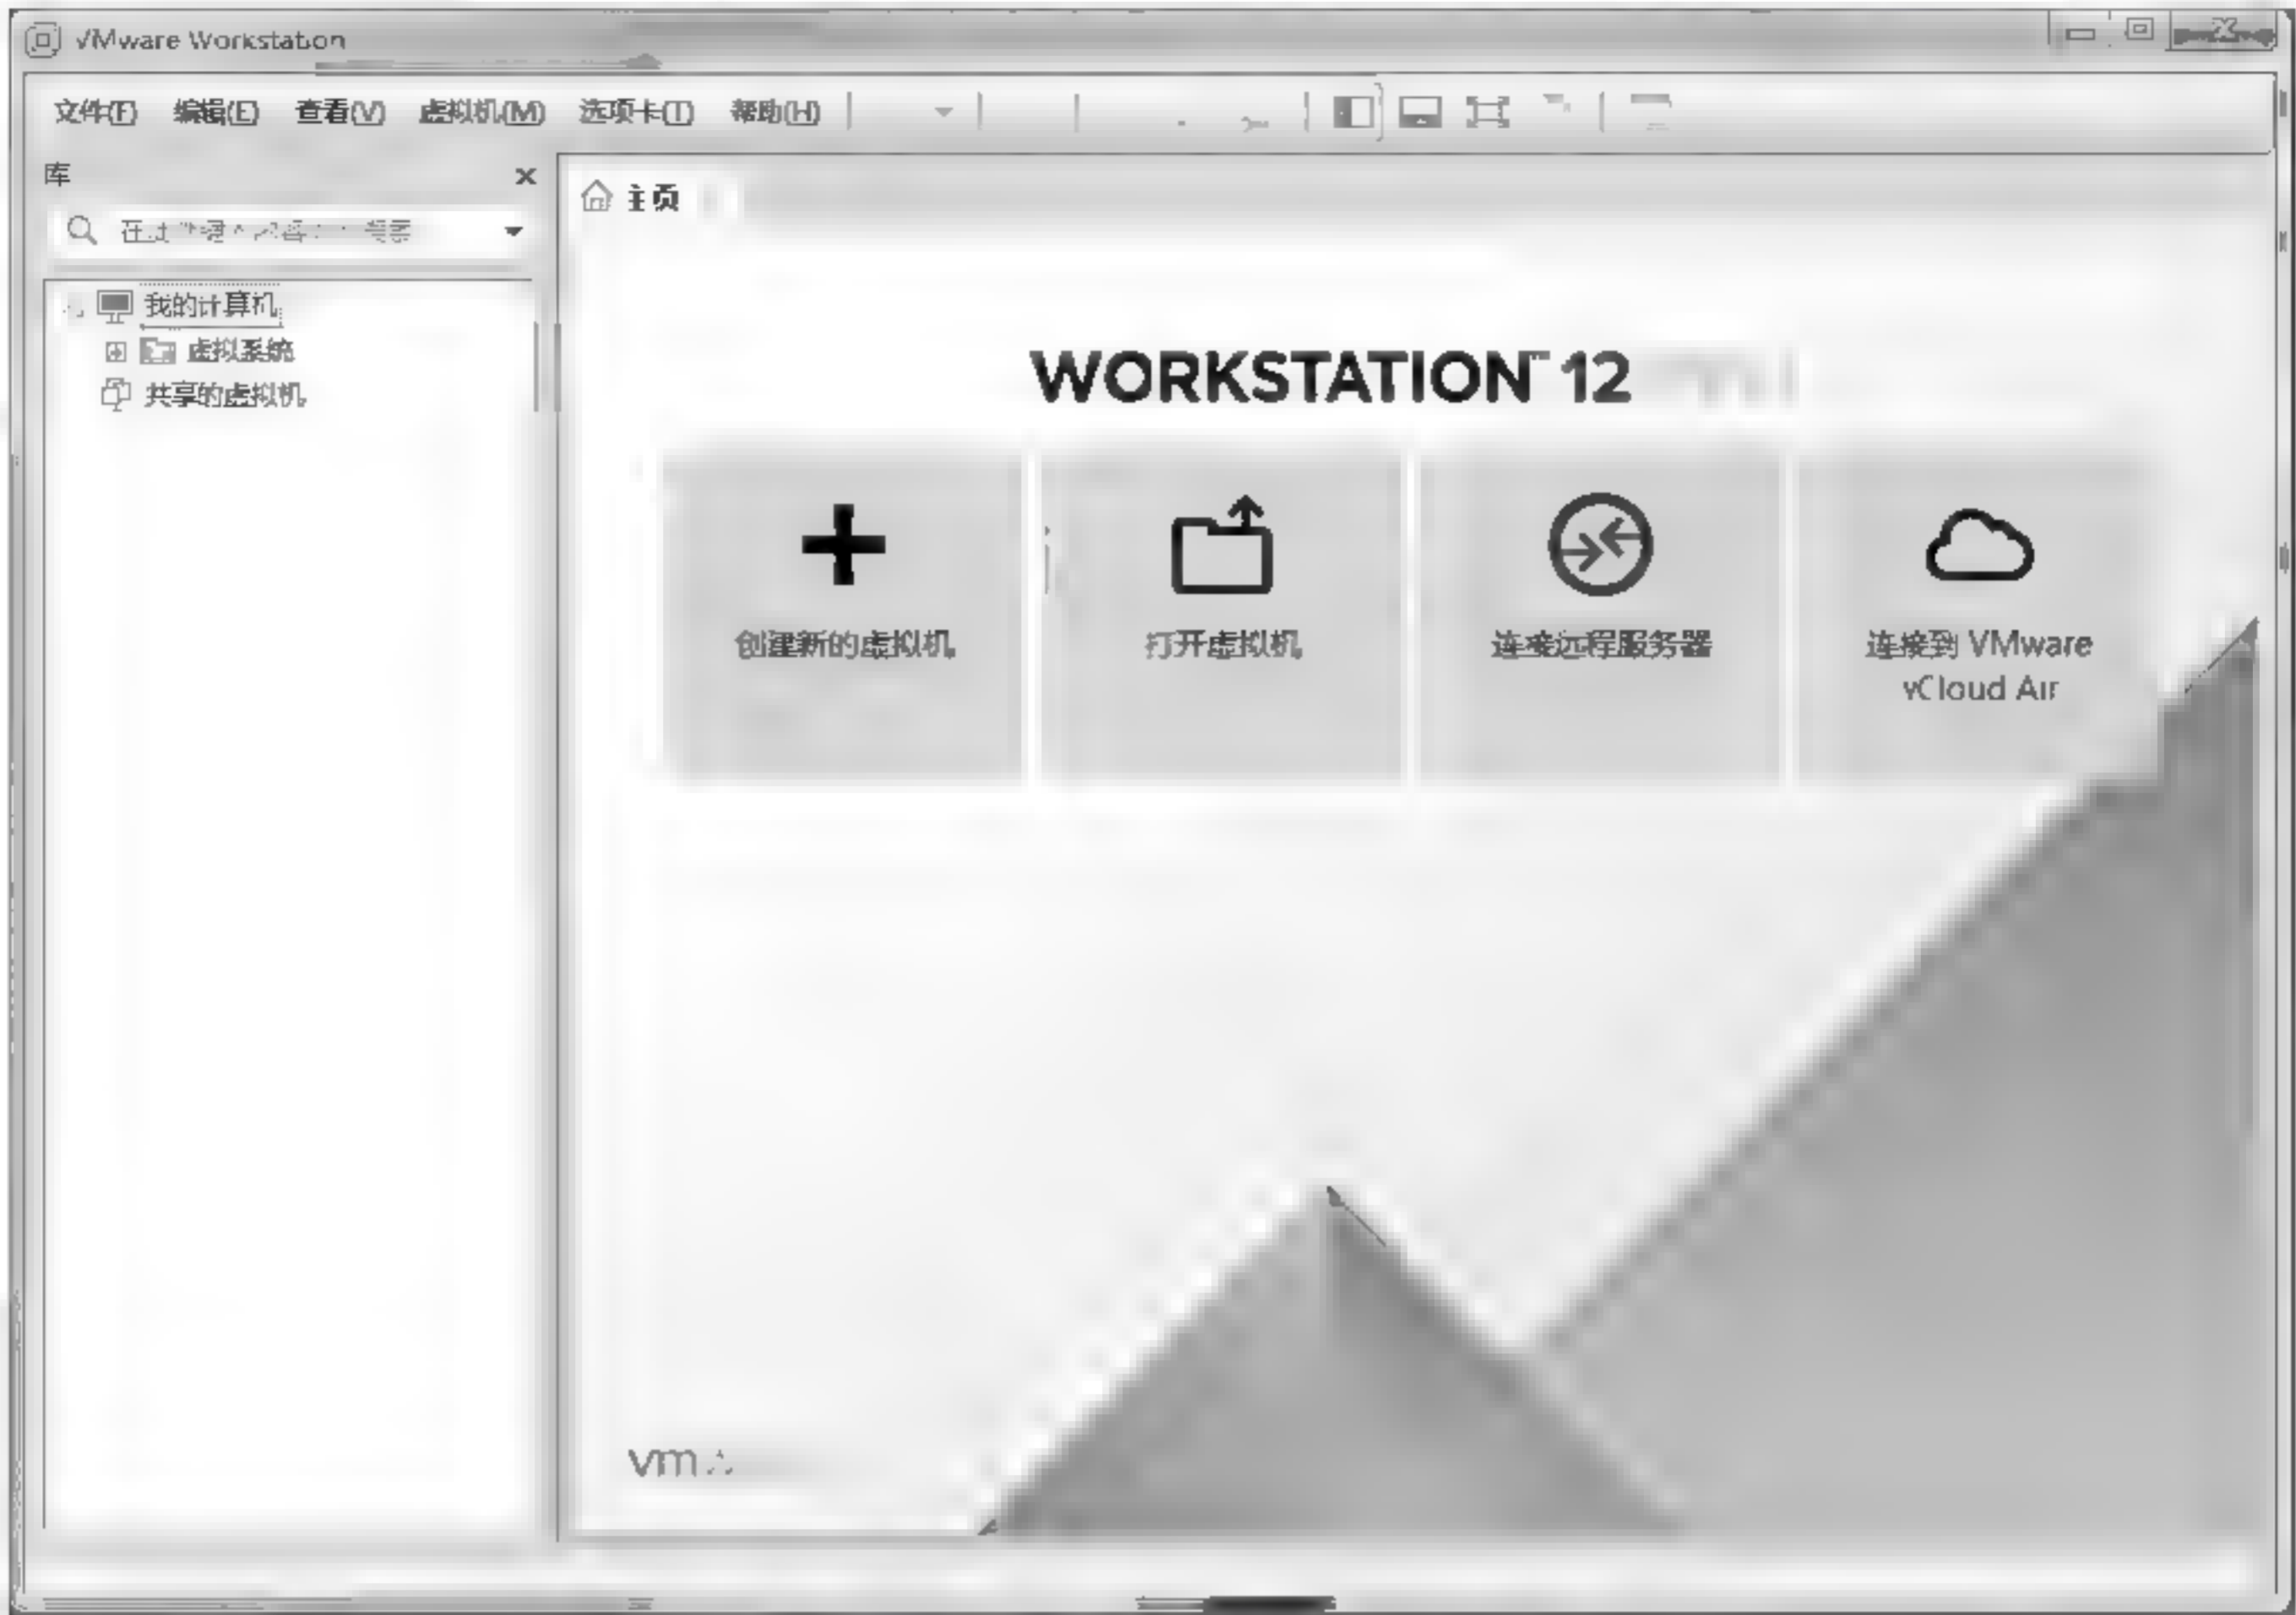 VMware Workstation
文件(F) 编辑(E) 查看(V) 虚拟机(M) 选项卡(T) 帮助(H)
库
主页
我的计算机
虚拟系统
共享的虚拟机
WORKSTATION™ 12
创建新的虚拟机
打开虚拟机
连接远程服务器
连接到 VMware
vCloud Air
vm